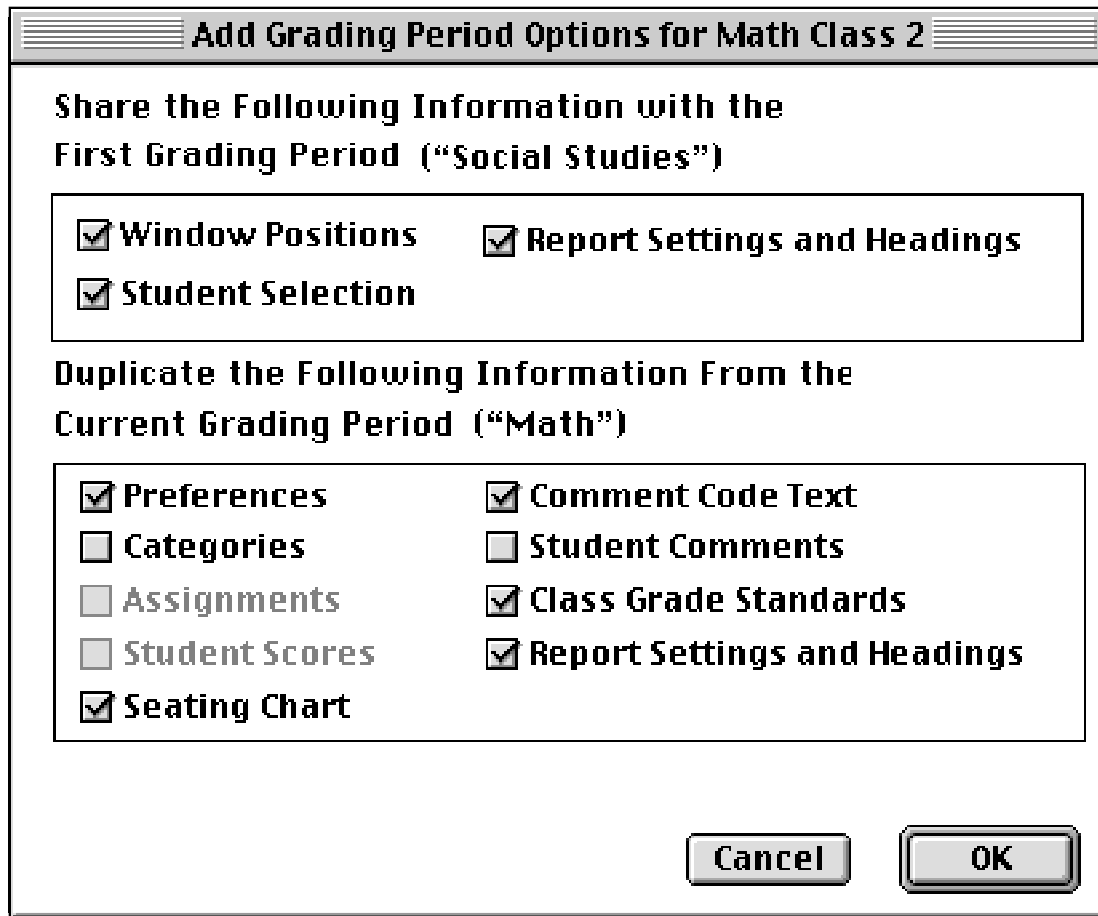 Add Grading Period Options for Math Class 2
Share the Following Information with the
First Grading Period (“Social Studies”)
Window Positions
Report Settings and Headings
Student Selection
Duplicate the Following Information From the
Current Grading Period (“Math”)
Preferences
Comment Code Text
Categories
Student Comments
Assignments
Class Grade Standards
Student Scores
Report Settings and Headings
Seating Chart
Cancel
OK